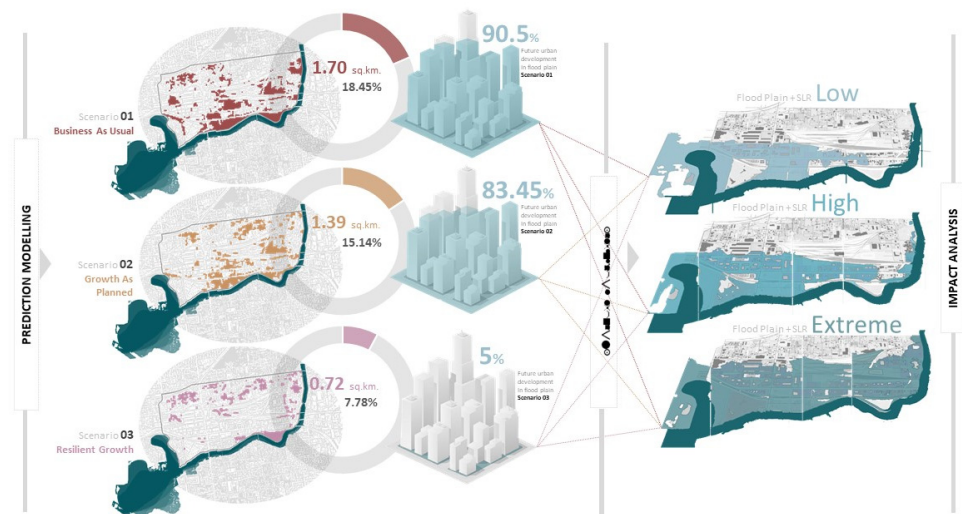 PREDICTION MODELLING
Scenario 01
Business As Usual
1.70 sq.km.
18.45%
90.5%
Future urban
development
in flood plain
Scenario 01
Scenario 02
Growth As
Planned
1.39 sq.km.
15.14%
83.45%
Future urban
development
in flood plain
Scenario 02
Scenario 03
Resilient Growth
0.72 sq.km.
7.78%
5%
Future urban
development
in flood plain
Scenario 03
Flood Plain + SLR Low
Flood Plain + SLR High
Flood Plain + SLR Extreme
IMPACT ANALYSIS